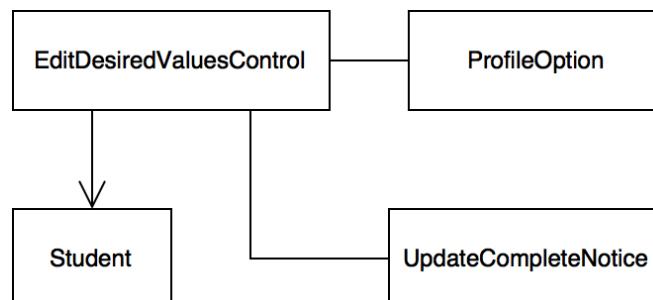 EditDesiredValuesControl
ProfileOption
Student
UpdateCompleteNotice